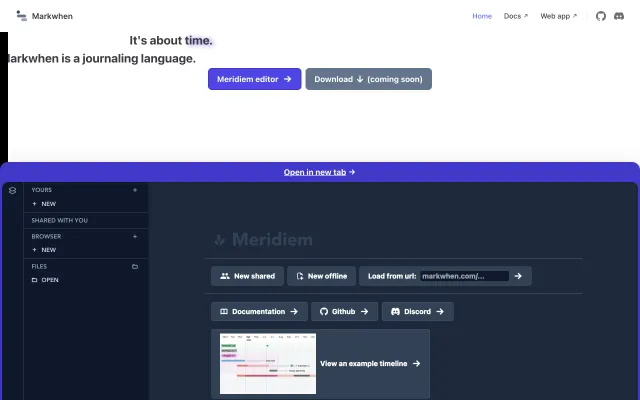 Markwhen
Home
Docs ↗
Web app ↗
It's about time.
arkwhen is a journaling language.
Meridiem editor →
Download ↓ (coming soon)
Open in new tab →
YOURS +
+ NEW
SHARED WITH YOU
BROWSER +
+ NEW
FILES
OPEN
Meridiem
New shared
New offline
Load from url: markwhen.com/... →
Documentation →
Github →
Discord →
View an example timeline →